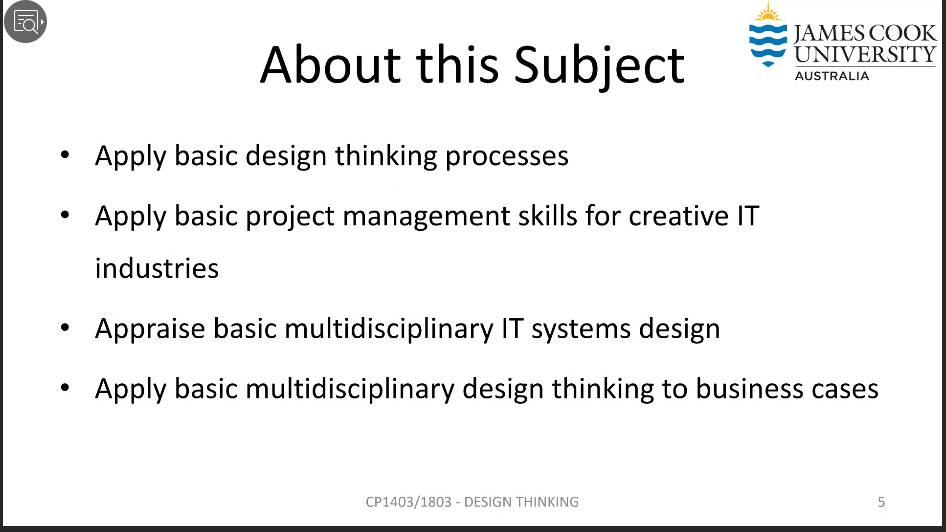 About this Subject
JAMES COOK
UNIVERSITY
AUSTRALIA
• Apply basic design thinking processes
• Apply basic project management skills for creative IT
industries
• Appraise basic multidisciplinary IT systems design
• Apply basic multidisciplinary design thinking to business cases
CP1403/1803 - DESIGN THINKING
5